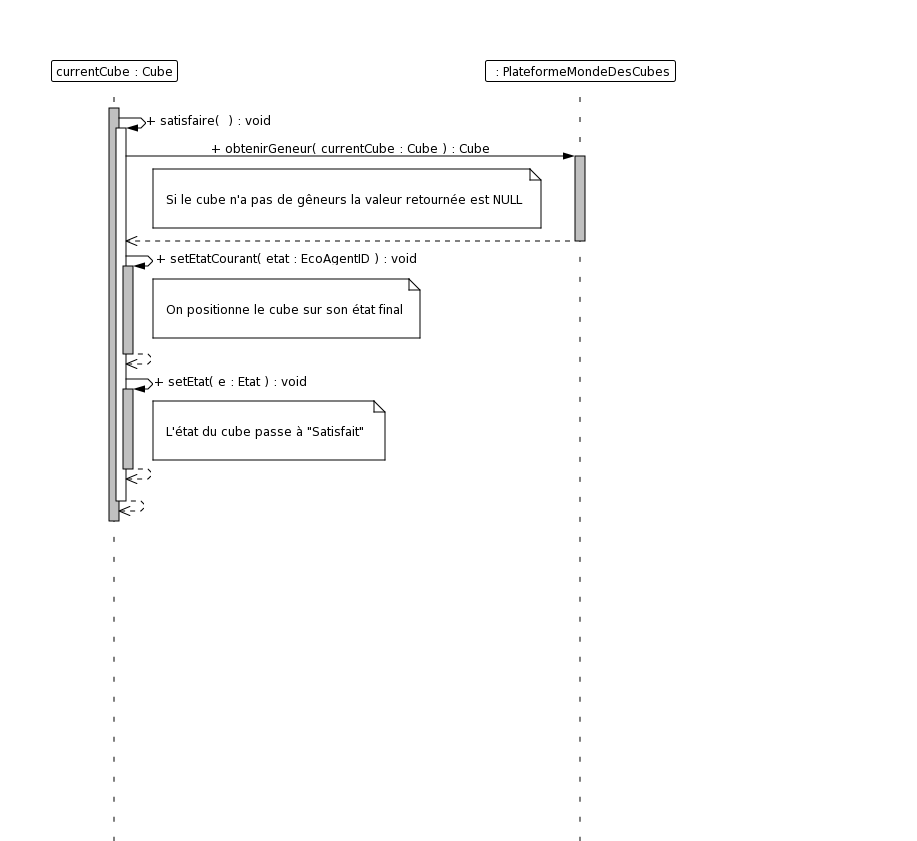 currentCube : Cube
: PlateformeMondeDesCubes
+ satisfaire(  ) : void
+ obtenirGeneur( currentCube : Cube ) : Cube
Si le cube n'a pas de gêneurs la valeur retournée est NULL
+ setEtatCourant( etat : EcoAgentID ) : void
On positionne le cube sur son état final
+ setEtat( e : Etat ) : void
L'état du cube passe à "Satisfait"